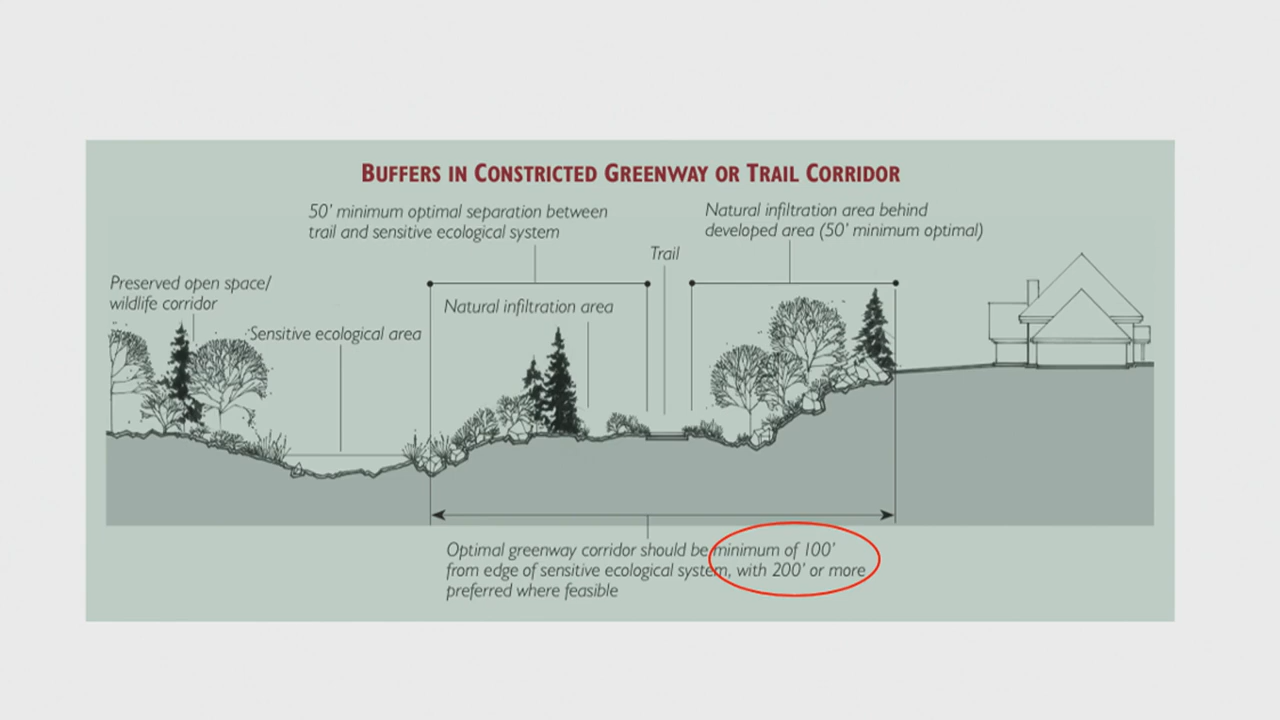 BUFFERS IN CONSTRICTED GREENWAY OR TRAIL CORRIDOR
50' minimum optimal separation between
trail and sensitive ecological system
Natural infiltration area behind
developed area (50' minimum optimal)
Trail
Preserved open space/
wildlife corridor
Natural infiltration area
Sensitive ecological area
Optimal greenway corridor should be minimum of 100'
from edge of sensitive ecological system, with 200' or more
preferred where feasible